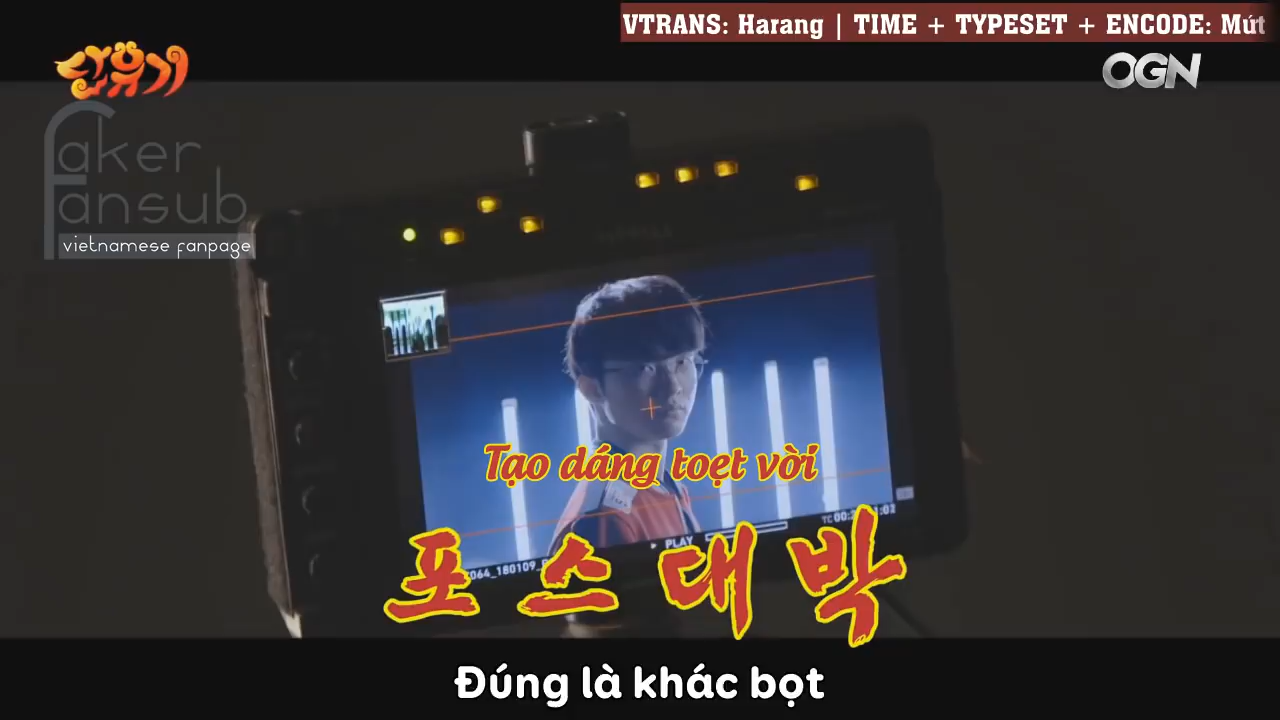 VTRANS: Harang | TIME + TYPESET + ENCODE: Mứt
OGN
Faker
Fansub
vietnamese fanpage
Tạo dáng toẹt vời
PLAY
포스대박
Đúng là khác bọt